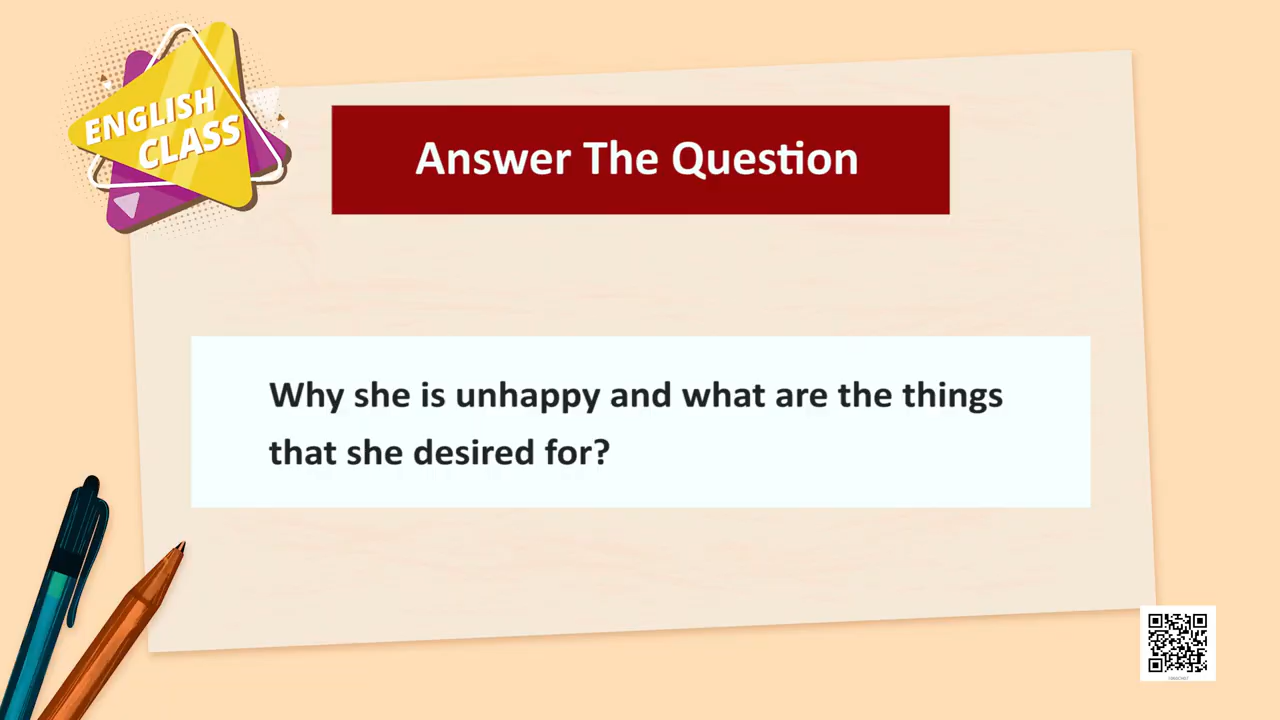 ENGLISH
CLASS
Answer The Question
Why she is unhappy and what are the things
that she desired for?